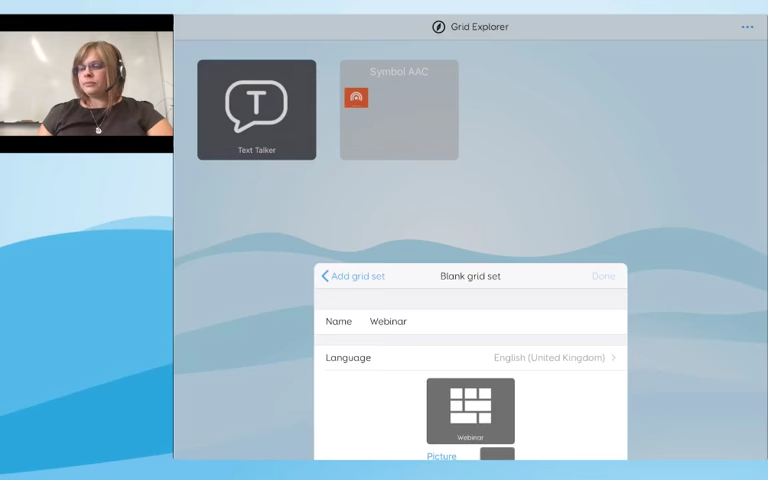 Grid Explorer
Symbol AAC
T
Text Talker
Add grid set
Blank grid set
Done
Name
Webinar
Language
English (United Kingdom)
Webinar
Picture